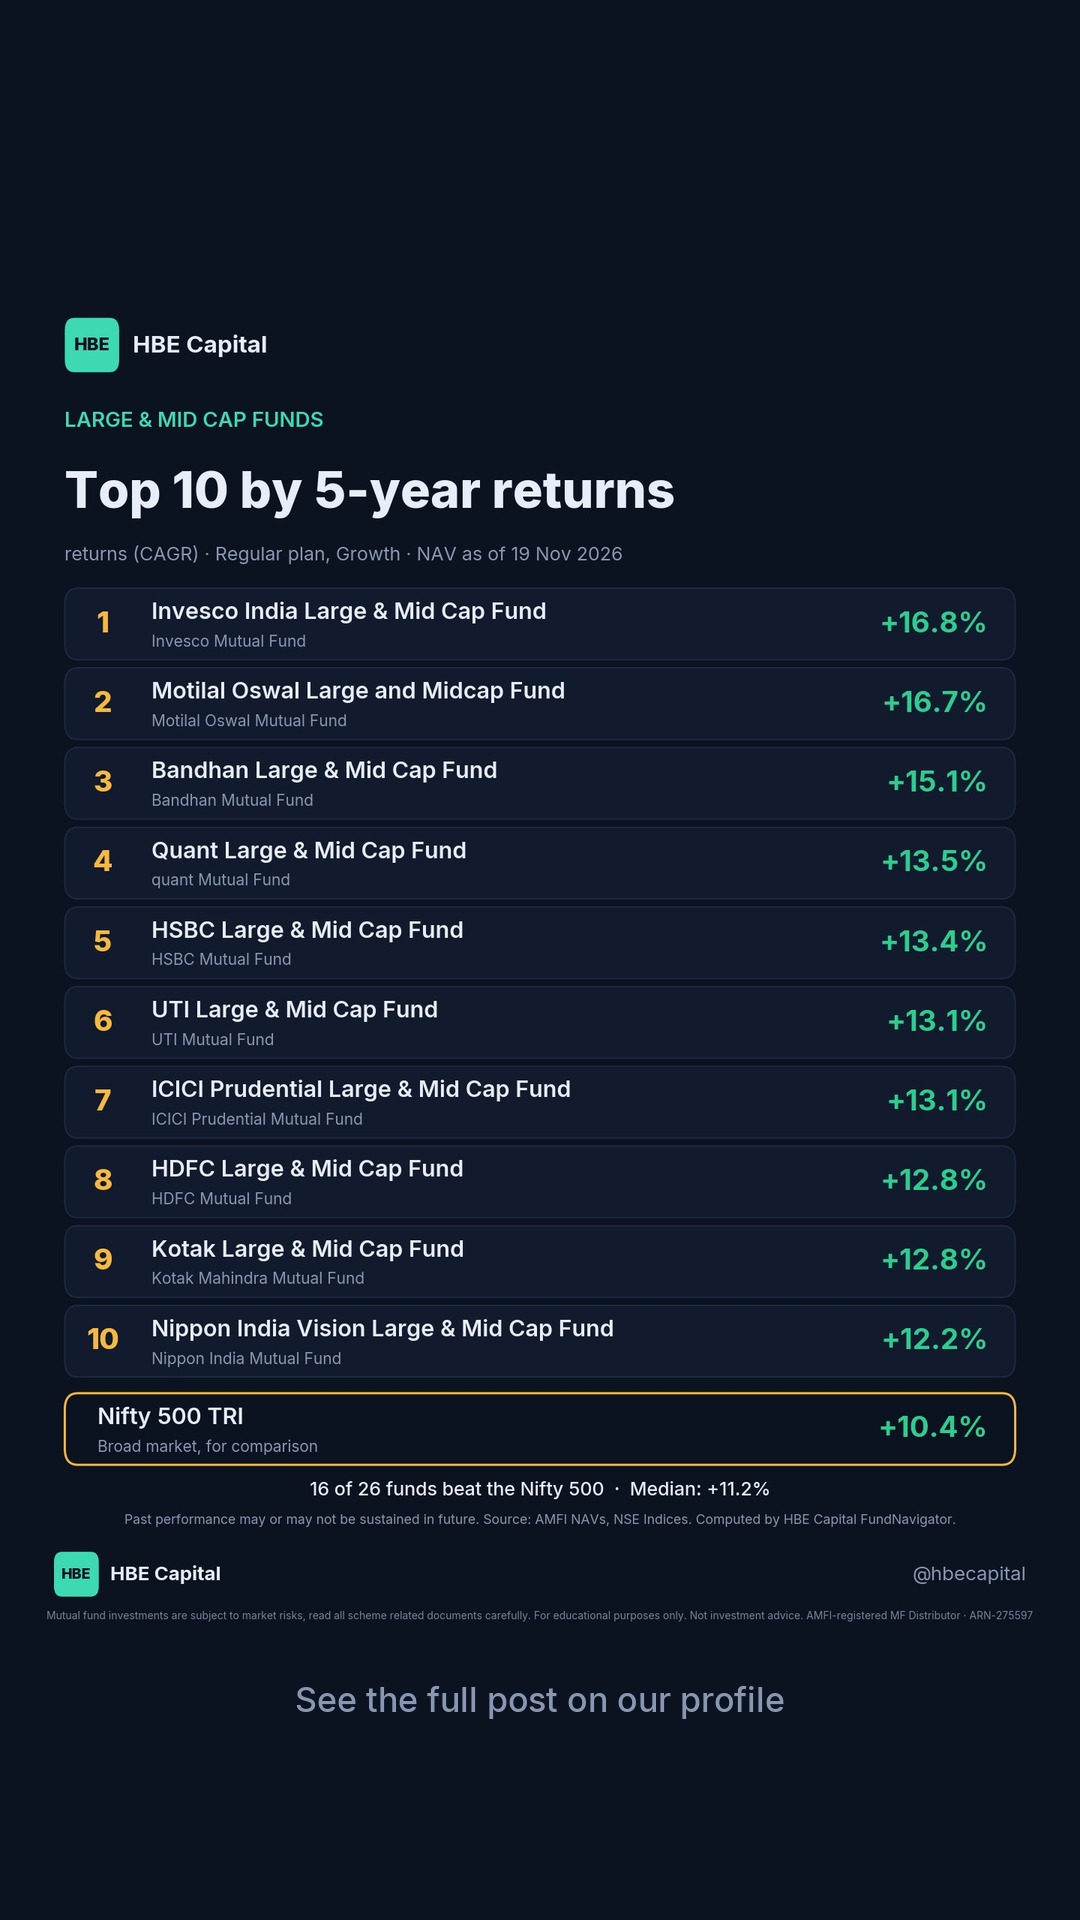 HBE HBE Capital
LARGE & MID CAP FUNDS
Top 10 by 5-year returns
returns (CAGR) · Regular plan, Growth · NAV as of 19 Nov 2026
1 Invesco India Large & Mid Cap Fund +16.8%
Invesco Mutual Fund
2 Motilal Oswal Large and Midcap Fund +16.7%
Motilal Oswal Mutual Fund
3 Bandhan Large & Mid Cap Fund +15.1%
Bandhan Mutual Fund
4 Quant Large & Mid Cap Fund +13.5%
quant Mutual Fund
5 HSBC Large & Mid Cap Fund +13.4%
HSBC Mutual Fund
6 UTI Large & Mid Cap Fund +13.1%
UTI Mutual Fund
7 ICICI Prudential Large & Mid Cap Fund +13.1%
ICICI Prudential Mutual Fund
8 HDFC Large & Mid Cap Fund +12.8%
HDFC Mutual Fund
9 Kotak Large & Mid Cap Fund +12.8%
Kotak Mahindra Mutual Fund
10 Nippon India Vision Large & Mid Cap Fund +12.2%
Nippon India Mutual Fund
Nifty 500 TRI +10.4%
Broad market, for comparison
16 of 26 funds beat the Nifty 500 · Median: +11.2%
Past performance may or may not be sustained in future. Source: AMFI NAVs, NSE Indices. Computed by HBE Capital FundNavigator.
HBE HBE Capital @hbecapital
Mutual fund investments are subject to market risks, read all scheme related documents carefully. For educational purposes only. Not investment advice. AMFI-registered MF Distributor · ARN-275597
See the full post on our profile